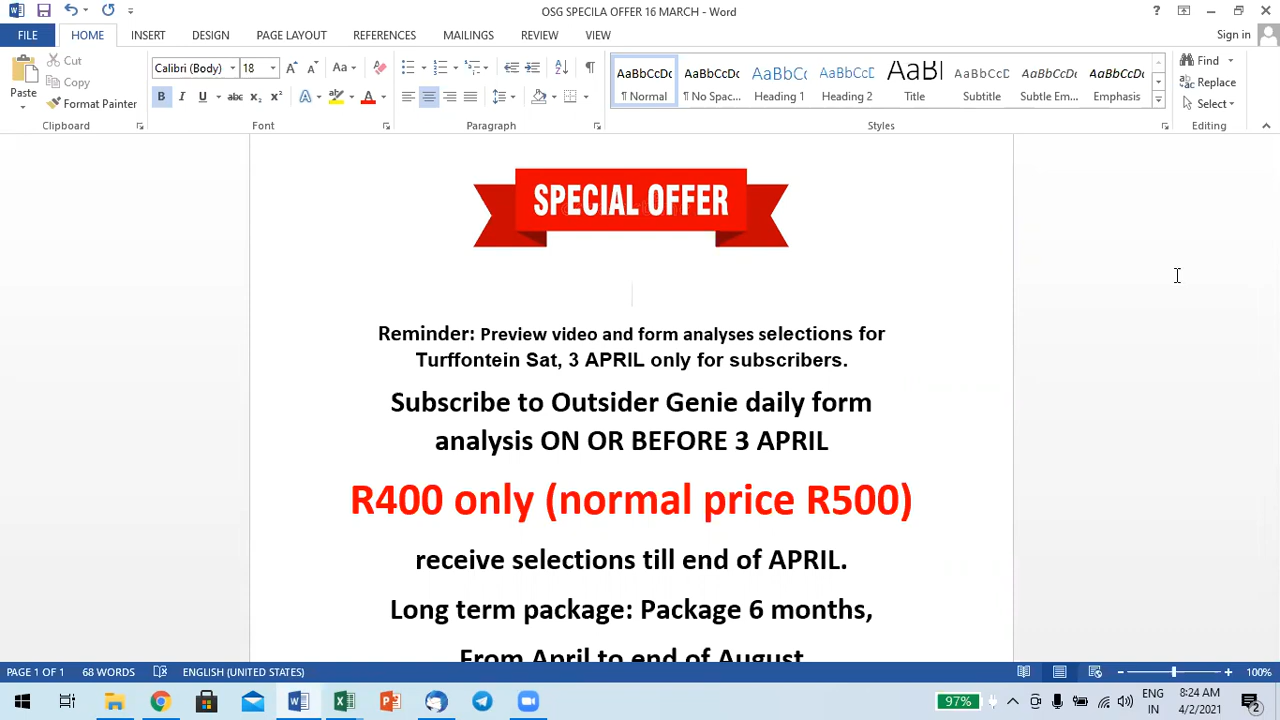 OSG SPECILA OFFER 16 MARCH - Word
FILE HOME INSERT DESIGN PAGE LAYOUT REFERENCES MAILINGS REVIEW VIEW Sign in
Paste Cut Copy Format Painter
Calibri (Body) 18
AaBbCcDc ¶ Normal
AaBbCcDc ¶ No Spac...
AaBbCc Heading 1
AaBbCcD Heading 2
AaBl Title
AaBbCcD Subtitle
AaBbCcDc Subtle Em...
AaBbCcDc Emphasis
Find Replace Select
Clipboard Font Paragraph Styles Editing
SPECIAL OFFER
Reminder: Preview video and form analyses selections for
Turffontein Sat, 3 APRIL only for subscribers.
Subscribe to Outsider Genie daily form
analysis ON OR BEFORE 3 APRIL
R400 only (normal price R500)
receive selections till end of APRIL.
Long term package: Package 6 months,
From April to end of August
PAGE 1 OF 1 68 WORDS ENGLISH (UNITED STATES) 100%
97% ENG IN 8:24 AM 4/2/2021 2